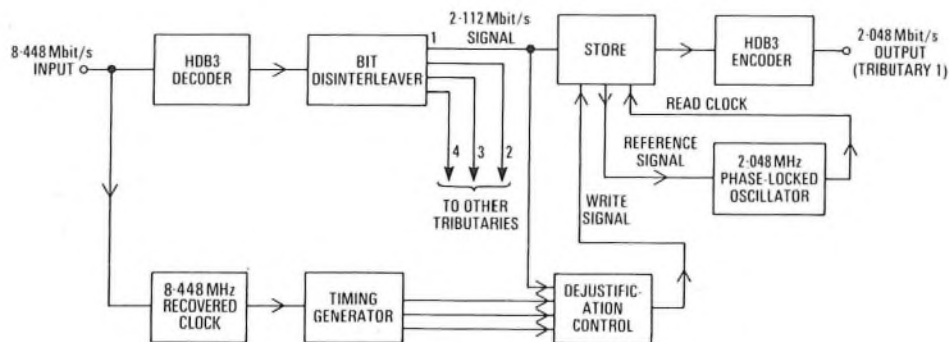 8·448 Mbit/s
INPUT
HDB3
DECODER
BIT
DISINTERLEAVER
1
2·112 Mbit/s
SIGNAL
STORE
HDB3
ENCODER
2·048 Mbit/s
OUTPUT
(TRIBUTARY 1)
READ CLOCK
REFERENCE
SIGNAL
2·048 MHz
PHASE-LOCKED
OSCILLATOR
4
3
2
TO OTHER
TRIBUTARIES
WRITE
SIGNAL
8·448 MHz
RECOVERED
CLOCK
TIMING
GENERATOR
DEJUSTIFIC-
ATION
CONTROL